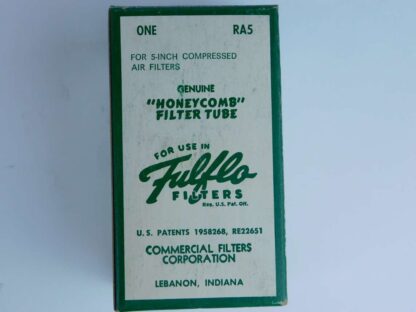 ONE RA5
FOR 5-INCH COMPRESSED
AIR FILTERS
GENUINE
"HONEYCOMB"
FILTER TUBE
FOR USE IN
Fulflo
FILTERS
Reg. U.S. Pat. Off.
U.S. PATENTS 1958268, RE22651
COMMERCIAL FILTERS
CORPORATION
LEBANON, INDIANA